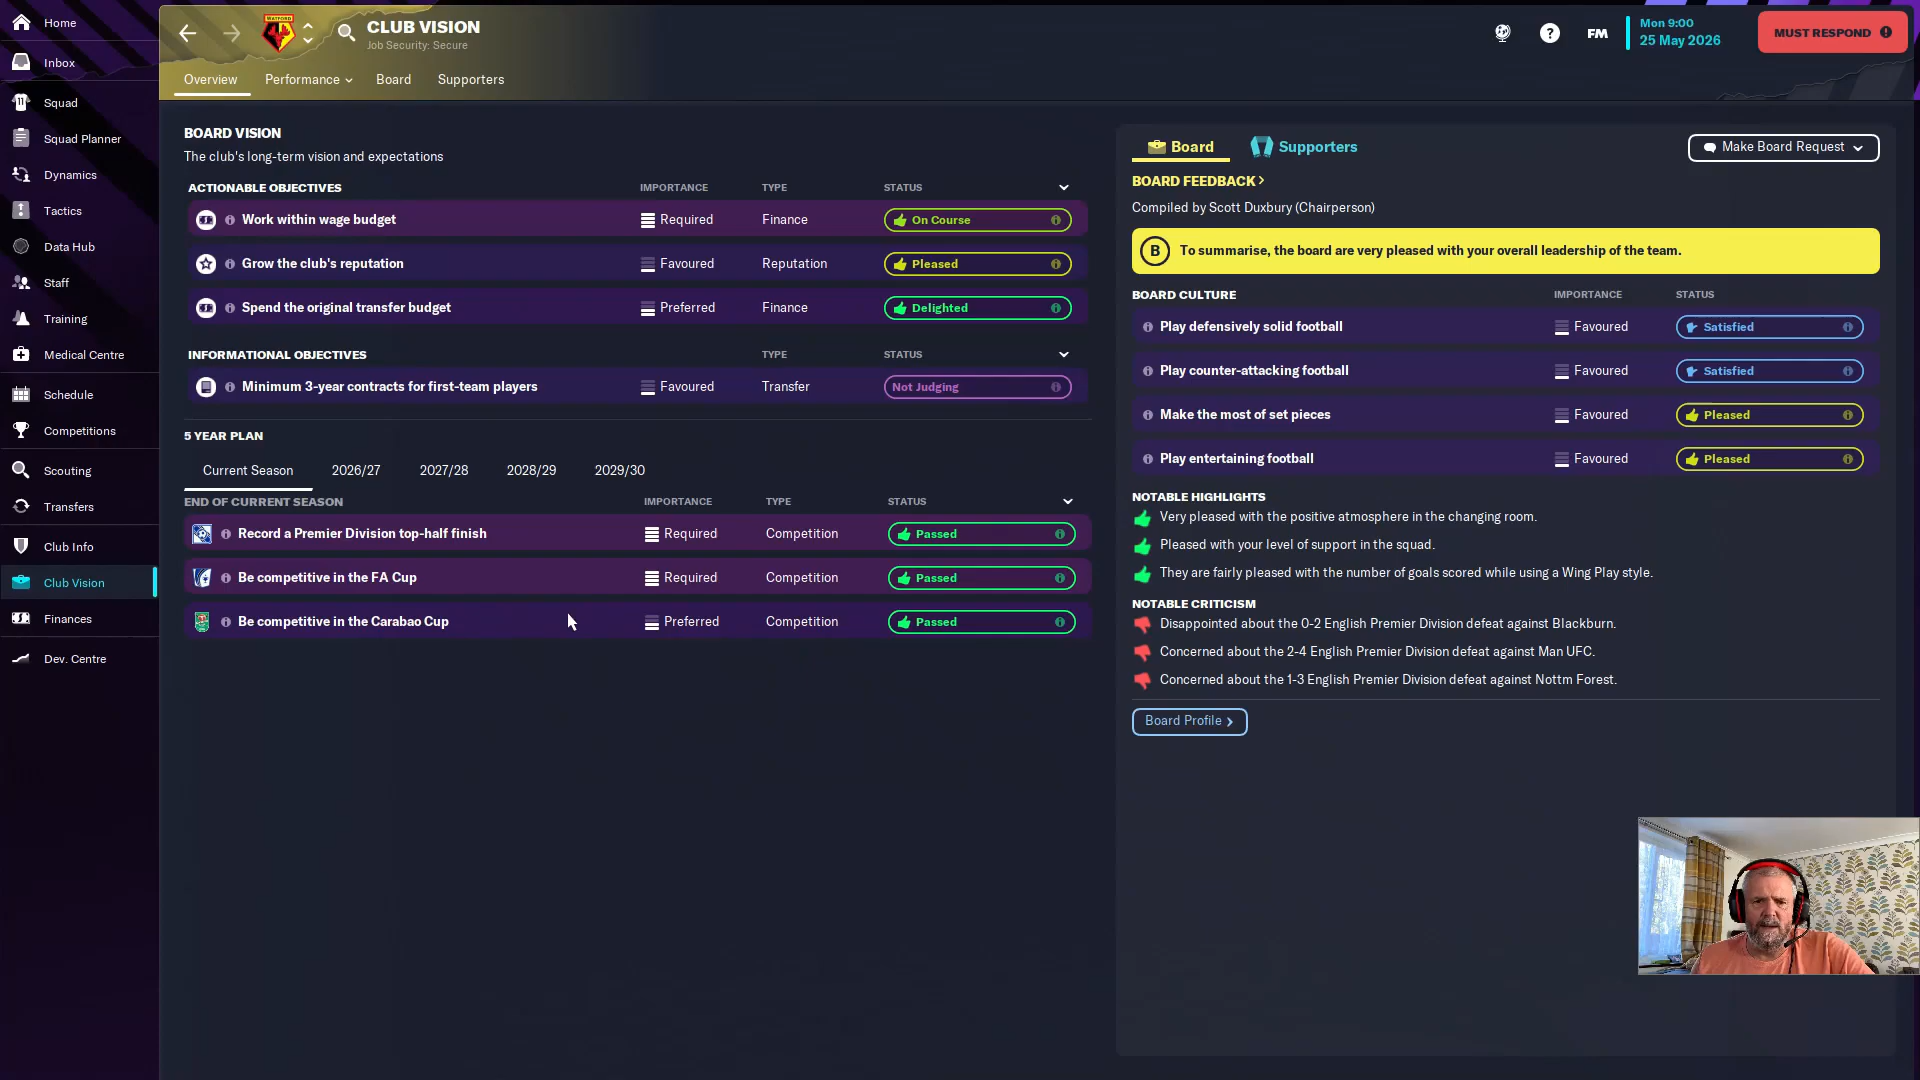 Home
Inbox
Squad
Squad Planner
Dynamics
Tactics
Data Hub
Staff
Training
Medical Centre
Schedule
Competitions
Scouting
Transfers
Club Info
Club Vision
Finances
Dev. Centre
WATFORD
CLUB VISION
Job Security: Secure
FM
Mon 9:00
25 May 2026
MUST RESPOND
Overview Performance Board Supporters
BOARD VISION
The club's long-term vision and expectations
ACTIONABLE OBJECTIVES IMPORTANCE TYPE STATUS
Work within wage budget Required Finance On Course
Grow the club's reputation Favoured Reputation Pleased
Spend the original transfer budget Preferred Finance Delighted
INFORMATIONAL OBJECTIVES TYPE STATUS
Minimum 3-year contracts for first-team players Favoured Transfer Not Judging
5 YEAR PLAN
Current Season 2026/27 2027/28 2028/29 2029/30
END OF CURRENT SEASON IMPORTANCE TYPE STATUS
Record a Premier Division top-half finish Required Competition Passed
Be competitive in the FA Cup Required Competition Passed
Be competitive in the Carabao Cup Preferred Competition Passed
Board Supporters Make Board Request
BOARD FEEDBACK
Compiled by Scott Duxbury (Chairperson)
B To summarise, the board are very pleased with your overall leadership of the team.
BOARD CULTURE IMPORTANCE STATUS
Play defensively solid football Favoured Satisfied
Play counter-attacking football Favoured Satisfied
Make the most of set pieces Favoured Pleased
Play entertaining football Favoured Pleased
NOTABLE HIGHLIGHTS
Very pleased with the positive atmosphere in the changing room.
Pleased with your level of support in the squad.
They are fairly pleased with the number of goals scored while using a Wing Play style.
NOTABLE CRITICISM
Disappointed about the 0-2 English Premier Division defeat against Blackburn.
Concerned about the 2-4 English Premier Division defeat against Man UFC.
Concerned about the 1-3 English Premier Division defeat against Nottm Forest.
Board Profile